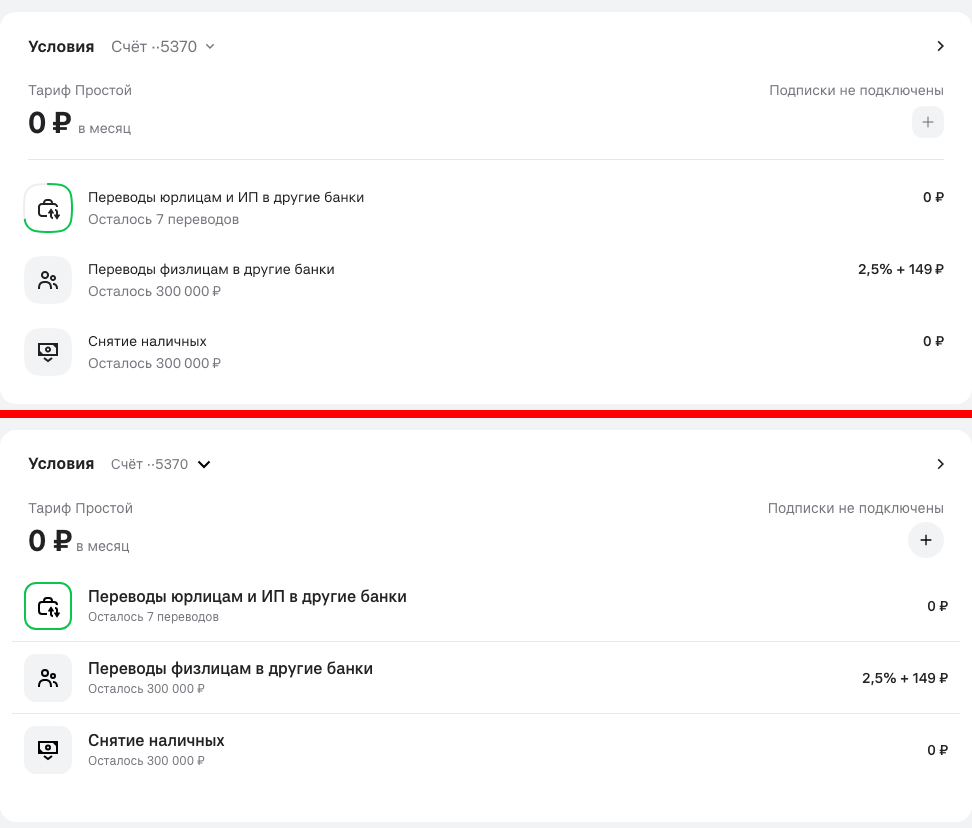 Условия Счёт ··5370
Тариф Простой Подписки не подключены
0 ₽ в месяц
Переводы юрлицам и ИП в другие банки 0 ₽
Осталось 7 переводов
Переводы физлицам в другие банки 2,5% + 149 ₽
Осталось 300 000 ₽
Снятие наличных 0 ₽
Осталось 300 000 ₽
Условия Счёт ··5370
Тариф Простой Подписки не подключены
0 ₽ в месяц
Переводы юрлицам и ИП в другие банки 0 ₽
Осталось 7 переводов
Переводы физлицам в другие банки 2,5% + 149 ₽
Осталось 300 000 ₽
Снятие наличных 0 ₽
Осталось 300 000 ₽